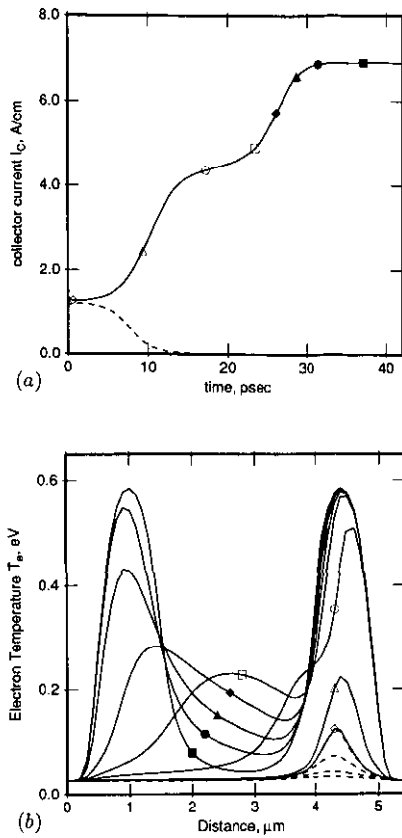 8.0
6.0
4.0
2.0
0.0
collector current I_C, A/cm
0 10 20 30 40
time, psec
(a)
0.6
0.4
0.2
0.0
Electron Temperature T_e, eV
0 1 2 3 4 5
Distance, μm
(b)